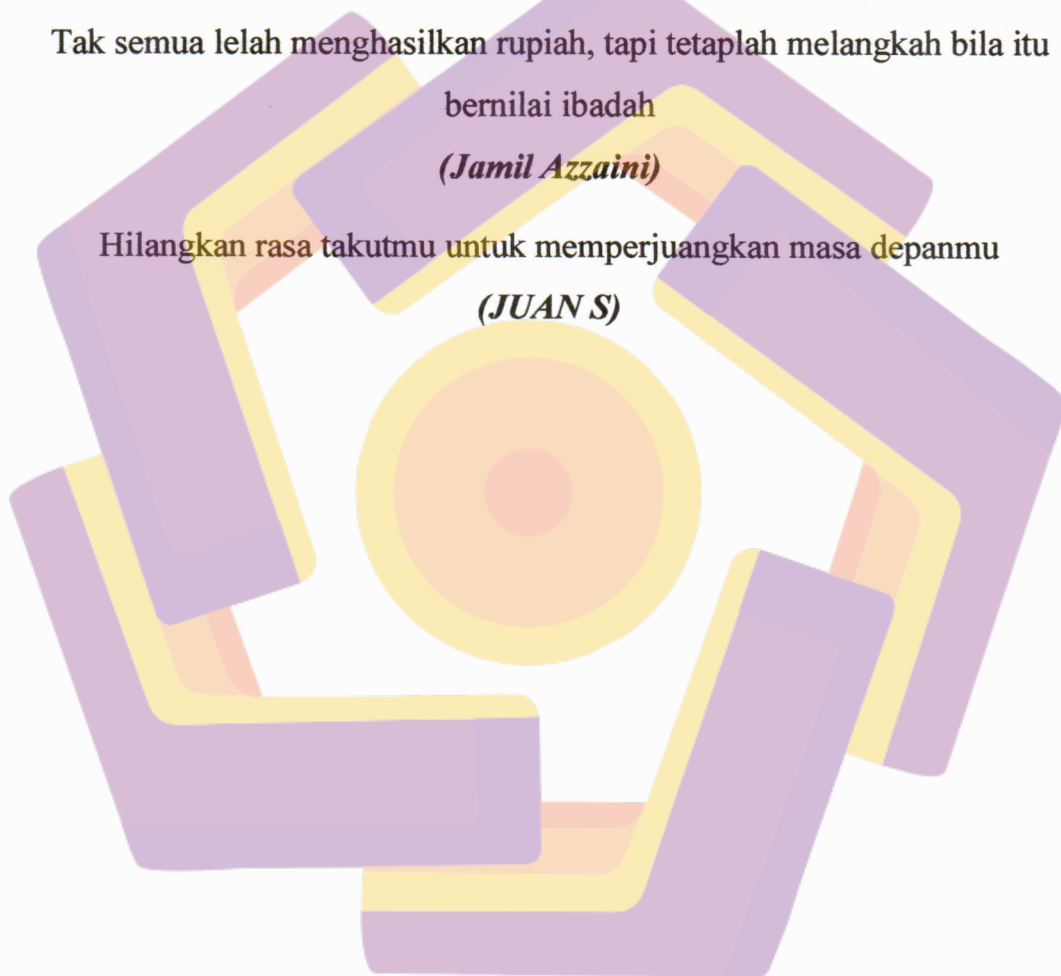 Tak semua lelah menghasilkan rupiah, tapi tetaplah melangkah bila itu
bernilai ibadah
(Jamil Azzaini)
Hilangkan rasa takutmu untuk memperjuangkan masa depanmu
(JUAN S)